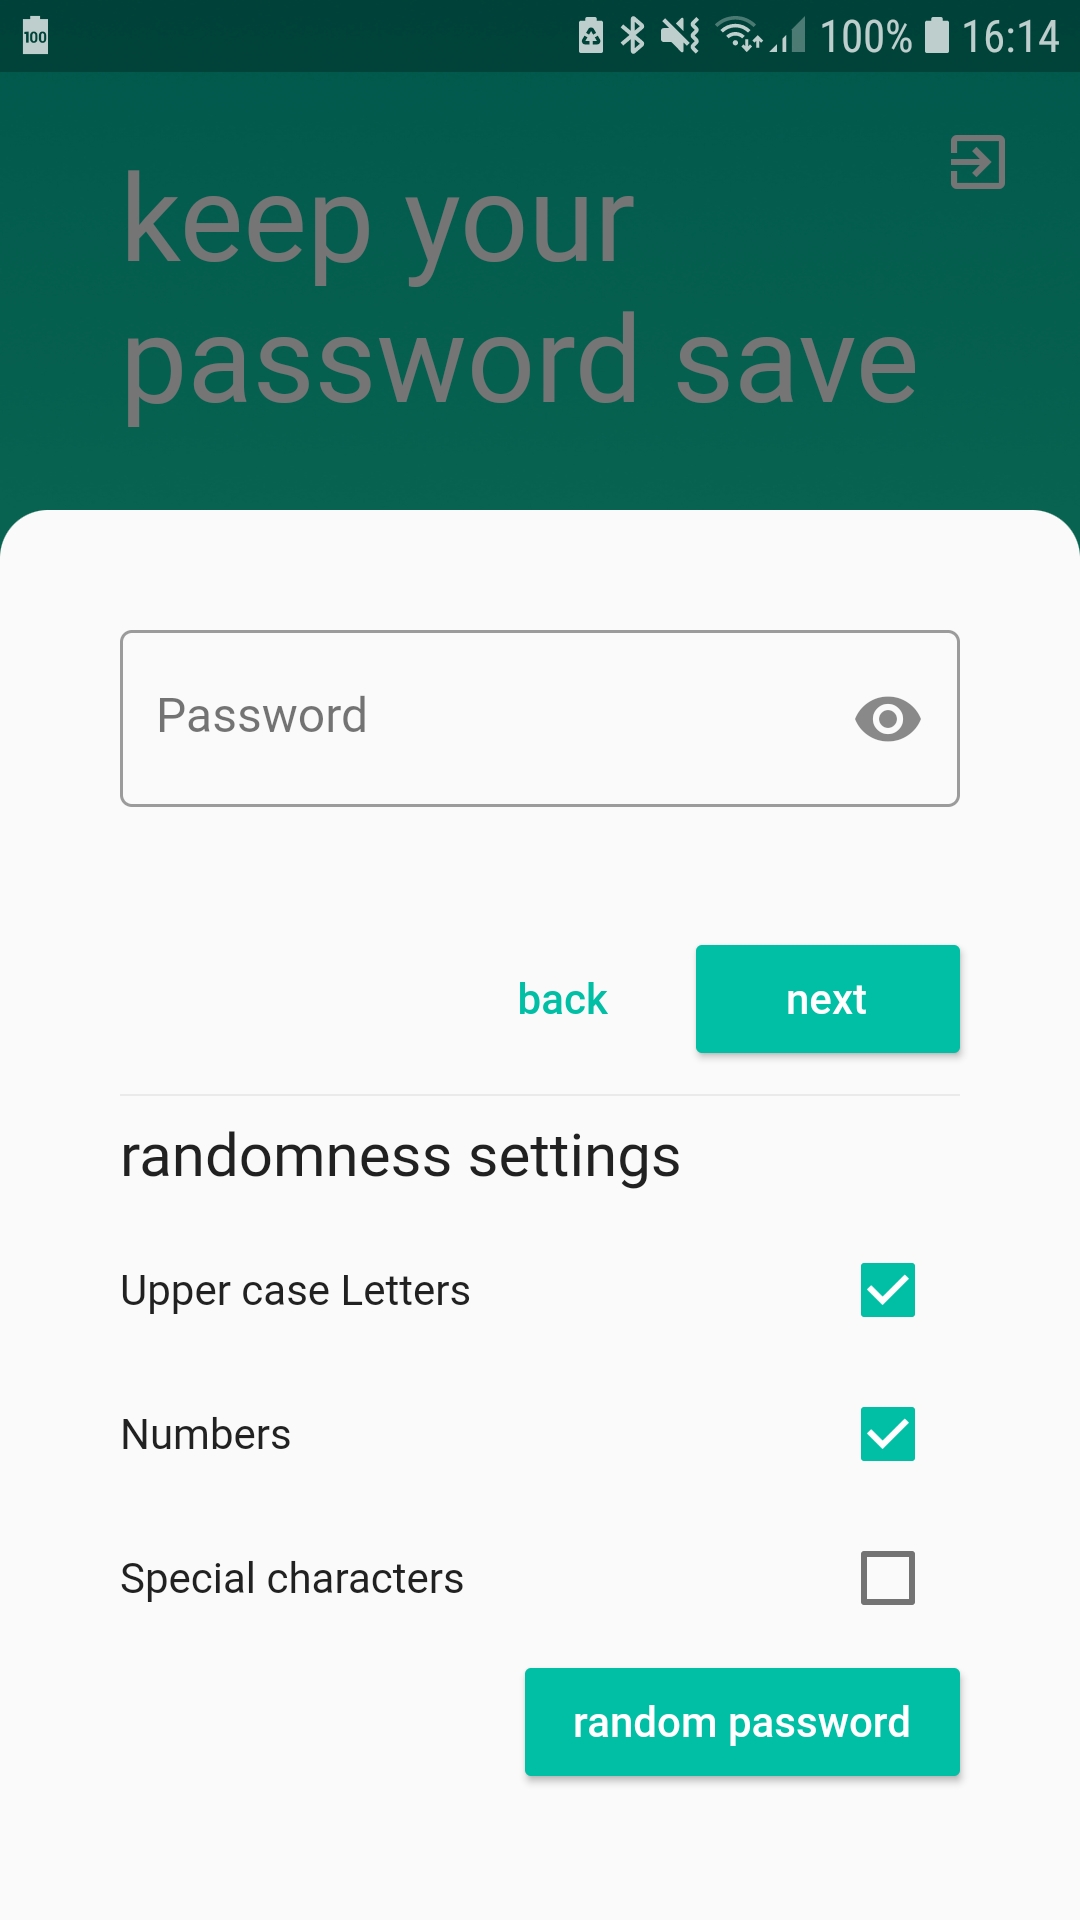 100 100% 16:14
keep your
password save
Password
back next
randomness settings
Upper case Letters
Numbers
Special characters
random password